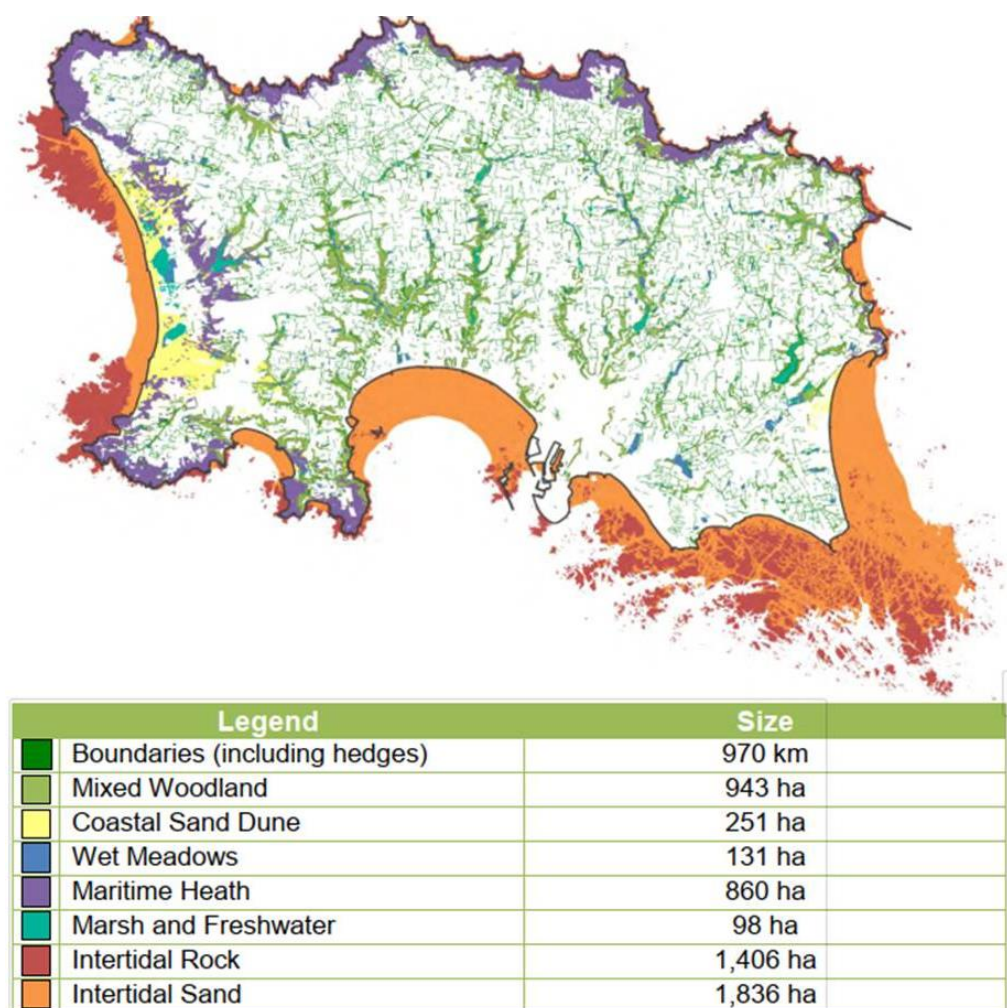 Legend Size
Boundaries (including hedges) 970 km
Mixed Woodland 943 ha
Coastal Sand Dune 251 ha
Wet Meadows 131 ha
Maritime Heath 860 ha
Marsh and Freshwater 98 ha
Intertidal Rock 1,406 ha
Intertidal Sand 1,836 ha